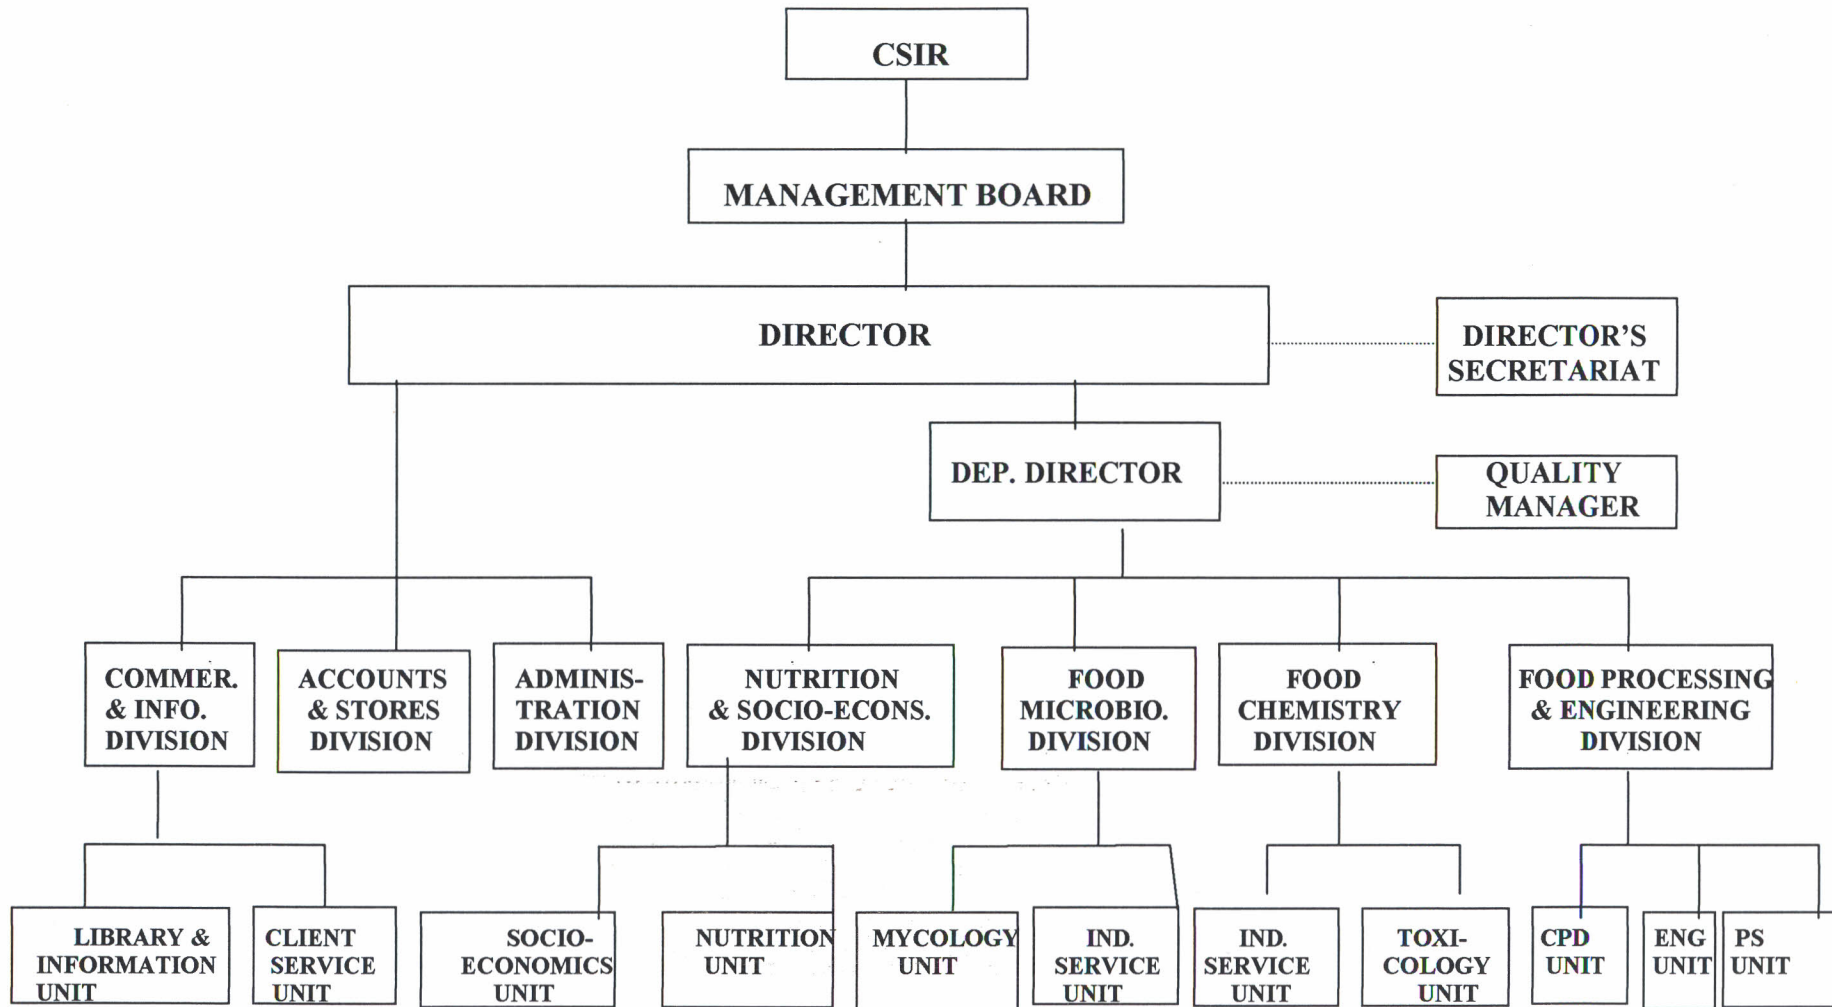 CSIR
MANAGEMENT BOARD
DIRECTOR
DIRECTOR'S
SECRETARIAT
DEP. DIRECTOR
QUALITY
MANAGER
COMMER.
& INFO.
DIVISION
ACCOUNTS
& STORES
DIVISION
ADMINIS-
TRATION
DIVISION
NUTRITION
& SOCIO-ECONS.
DIVISION
FOOD
MICROBIO.
DIVISION
FOOD
CHEMISTRY
DIVISION
FOOD PROCESSING
& ENGINEERING
DIVISION
LIBRARY &
INFORMATION
UNIT
CLIENT
SERVICE
UNIT
SOCIO-
ECONOMICS
UNIT
NUTRITION
UNIT
MYCOLOGY
UNIT
IND.
SERVICE
UNIT
IND.
SERVICE
UNIT
TOXI-
COLOGY
UNIT
CPD
UNIT
ENG
UNIT
PS
UNIT